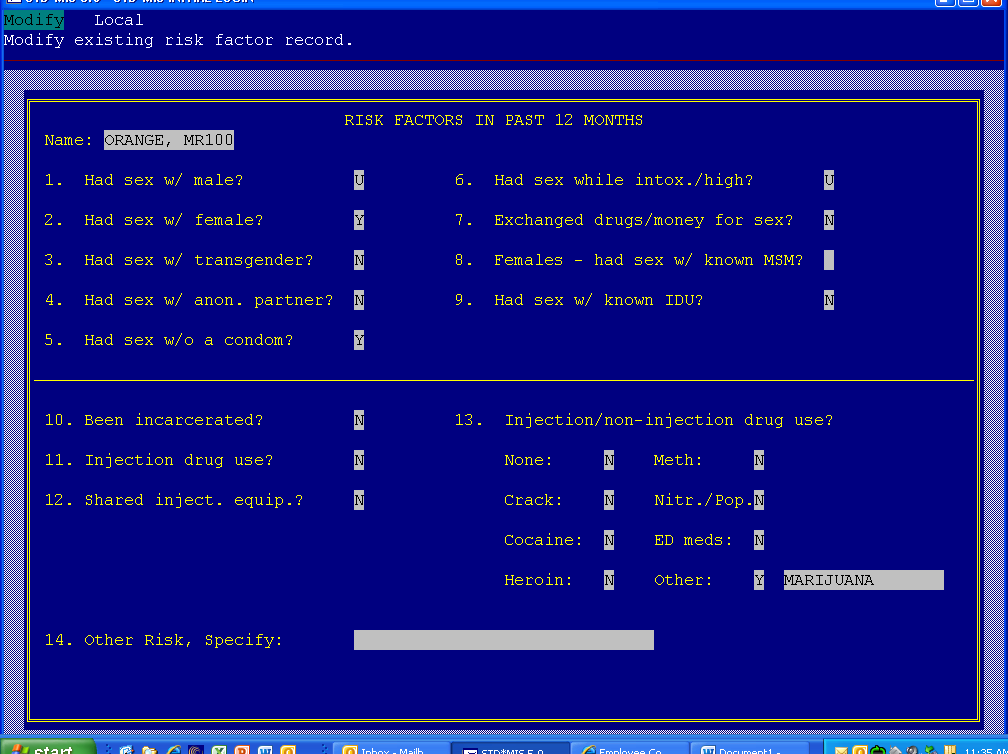 Modify Local
Modify existing risk factor record.
RISK FACTORS IN PAST 12 MONTHS
Name: ORANGE, MR100
1. Had sex w/ male? U 6. Had sex while intox./high? U
2. Had sex w/ female? Y 7. Exchanged drugs/money for sex? N
3. Had sex w/ transgender? N 8. Females - had sex w/ known MSM?
4. Had sex w/ anon. partner? N 9. Had sex w/ known IDU? N
5. Had sex w/o a condom? Y
10. Been incarcerated? N 13. Injection/non-injection drug use?
11. Injection drug use? N None: N Meth: N
12. Shared inject. equip.? N Crack: N Nitr./Pop. N
Cocaine: N ED meds: N
Heroin: N Other: Y MARIJUANA
14. Other Risk, Specify:
start Inbox - Mailb... STD*MIS 5.0 Employee Co... Document1 - 11:35 AM